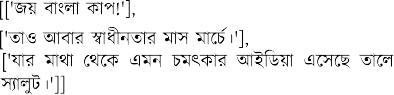 [['জয় বাংলা কাপ!'],
['তাও আবার স্বাধীনতার মাস মার্চে।'],
['যার মাথা থেকে এমন চমৎকার আইডিয়া এসেছে তালে
স্যালুট।']]